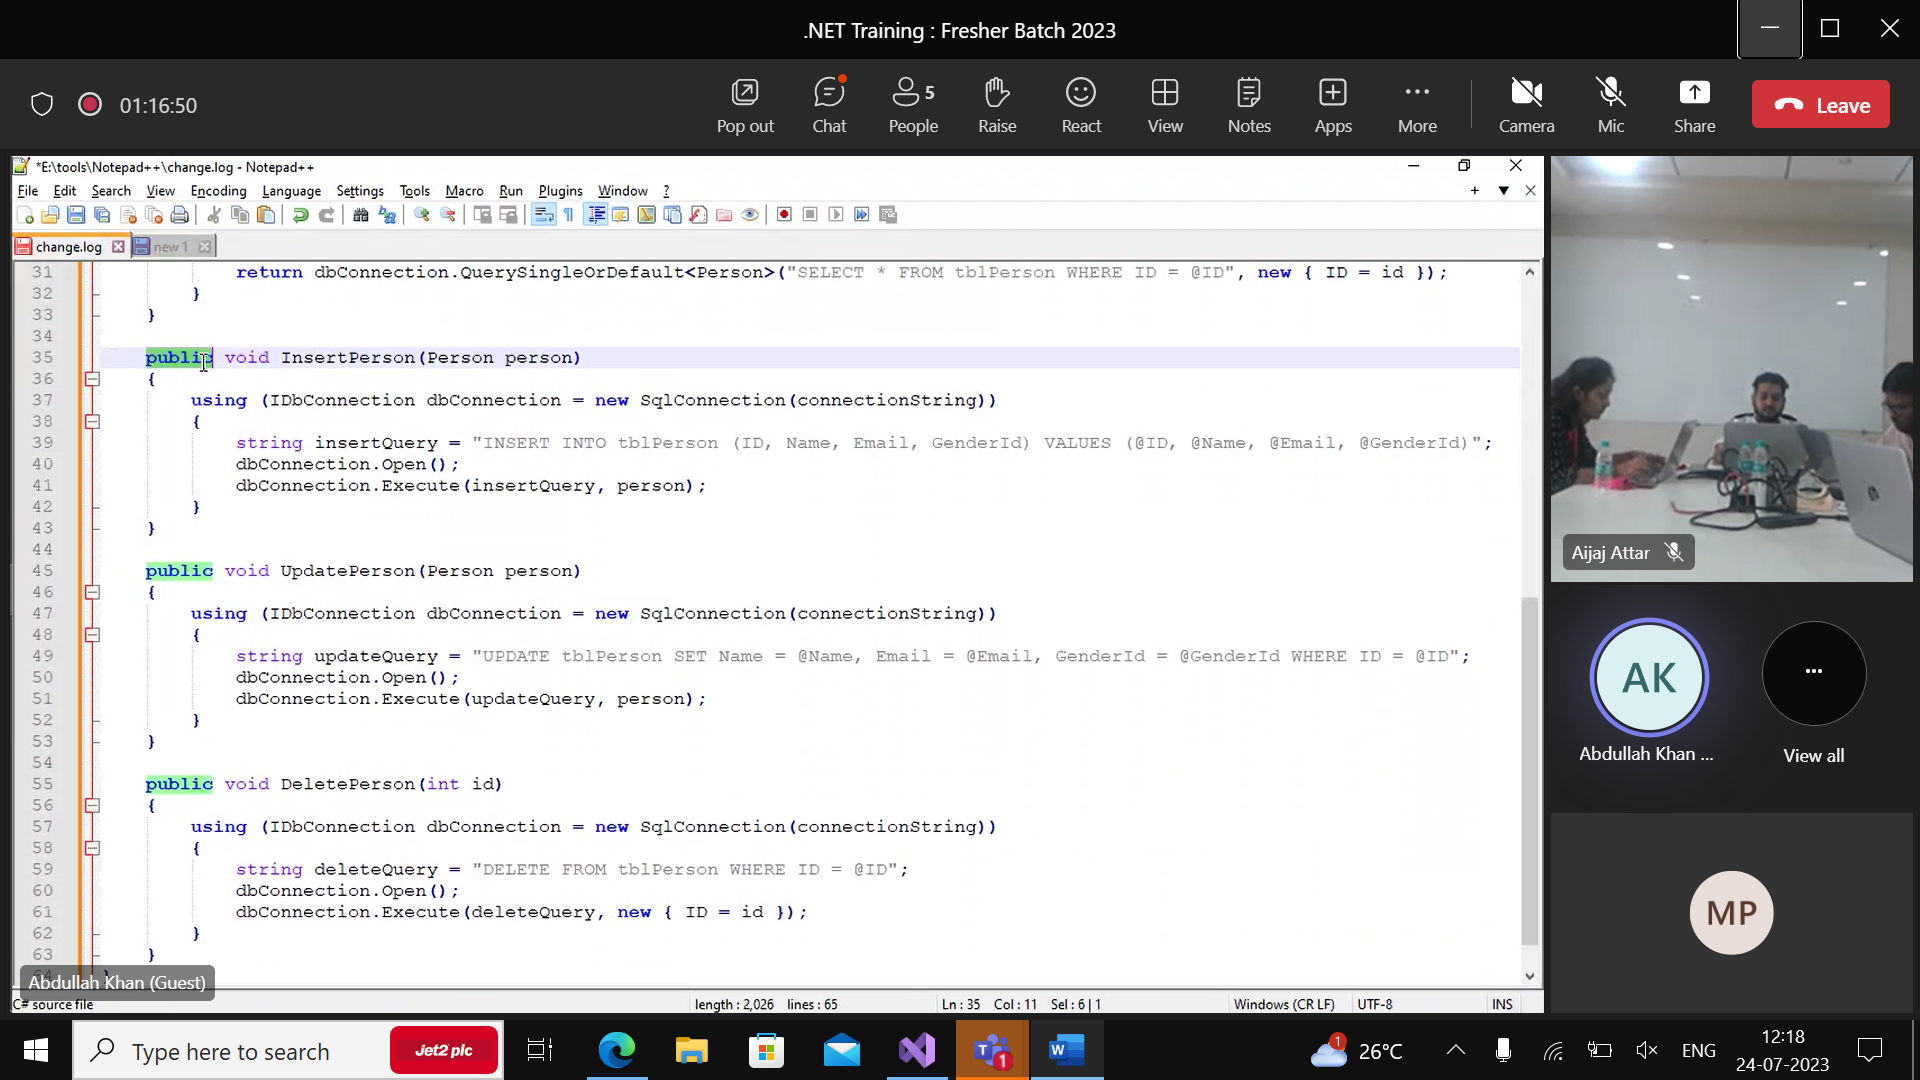 .NET Training : Fresher Batch 2023
01:16:50
Pop out
Chat
5
People
Raise
React
View
Notes
Apps
More
Camera
Mic
Share
Leave
*E:\tools\Notepad++\change.log - Notepad++
File Edit Search View Encoding Language Settings Tools Macro Run Plugins Window ?
change.log new 1
31 return dbConnection.QuerySingleOrDefault<Person>("SELECT * FROM tblPerson WHERE ID = @ID", new { ID = id });
32 }
33 }
34
35 public void InsertPerson(Person person)
36 {
37 using (IDbConnection dbConnection = new SqlConnection(connectionString))
38 {
39 string insertQuery = "INSERT INTO tblPerson (ID, Name, Email, GenderId) VALUES (@ID, @Name, @Email, @GenderId)";
40 dbConnection.Open();
41 dbConnection.Execute(insertQuery, person);
42 }
43 }
44
45 public void UpdatePerson(Person person)
46 {
47 using (IDbConnection dbConnection = new SqlConnection(connectionString))
48 {
49 string updateQuery = "UPDATE tblPerson SET Name = @Name, Email = @Email, GenderId = @GenderId WHERE ID = @ID";
50 dbConnection.Open();
51 dbConnection.Execute(updateQuery, person);
52 }
53 }
54
55 public void DeletePerson(int id)
56 {
57 using (IDbConnection dbConnection = new SqlConnection(connectionString))
58 {
59 string deleteQuery = "DELETE FROM tblPerson WHERE ID = @ID";
60 dbConnection.Open();
61 dbConnection.Execute(deleteQuery, new { ID = id });
62 }
63 }
Abdullah Khan (Guest)
C# source file length : 2,026 lines : 65 Ln : 35 Col : 11 Sel : 6 | 1 Windows (CR LF) UTF-8 INS
Aijaj Attar
AK
Abdullah Khan ...
View all
MP
Type here to search
Jet2 plc
1
1
26°C
ENG
12:18
24-07-2023